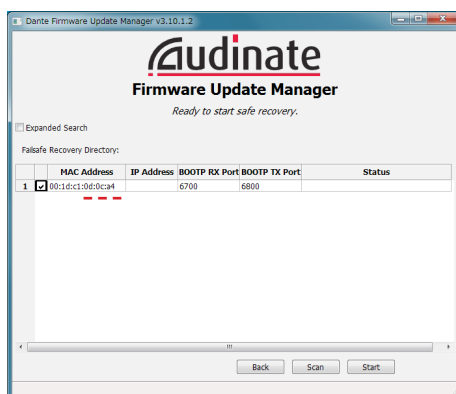 Dante Firmware Update Manager v3.10.1.2
Audinate
Firmware Update Manager
Ready to start safe recovery.
Expanded Search
Failsafe Recovery Directory:
MAC Address IP Address BOOTP RX Port BOOTP TX Port Status
1 00:1d:c1:0d:0c:a4 6700 6800
Back Scan Start